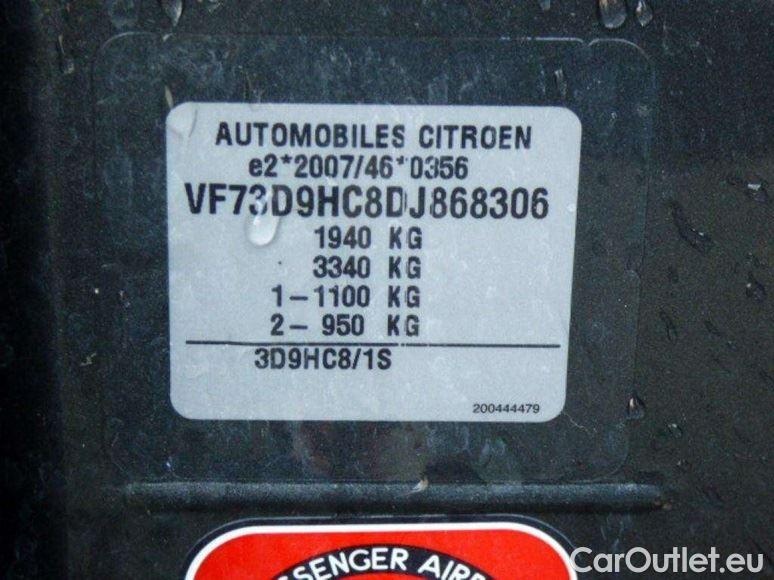 AUTOMOBILES CITROEN
e2*2007/46*0356
VF73D9HC8DJ868306
1940 KG
3340 KG
1-1100 KG
2- 950 KG
3D9HC8/1S
200444479
CarOutlet.eu